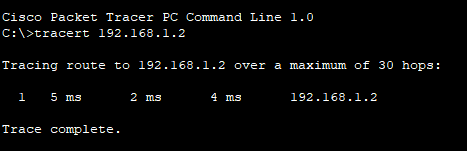 Cisco Packet Tracer PC Command Line 1.0
C:\>tracert 192.168.1.2
Tracing route to 192.168.1.2 over a maximum of 30 hops:
1 5 ms 2 ms 4 ms 192.168.1.2
Trace complete.